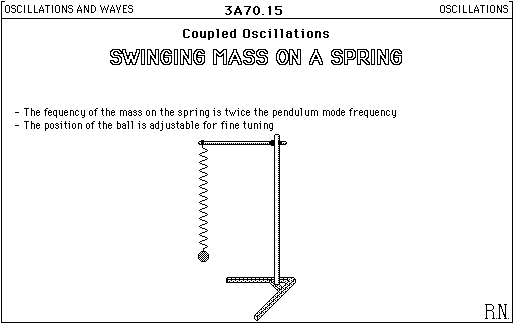 OSCILLATIONS AND WAVES
3A70.15
OSCILLATIONS
Coupled Oscillations
SWINGING MASS ON A SPRING
- The fequency of the mass on the spring is twice the pendulum mode frequency
- The position of the ball is adjustable for fine tuning
R.N.